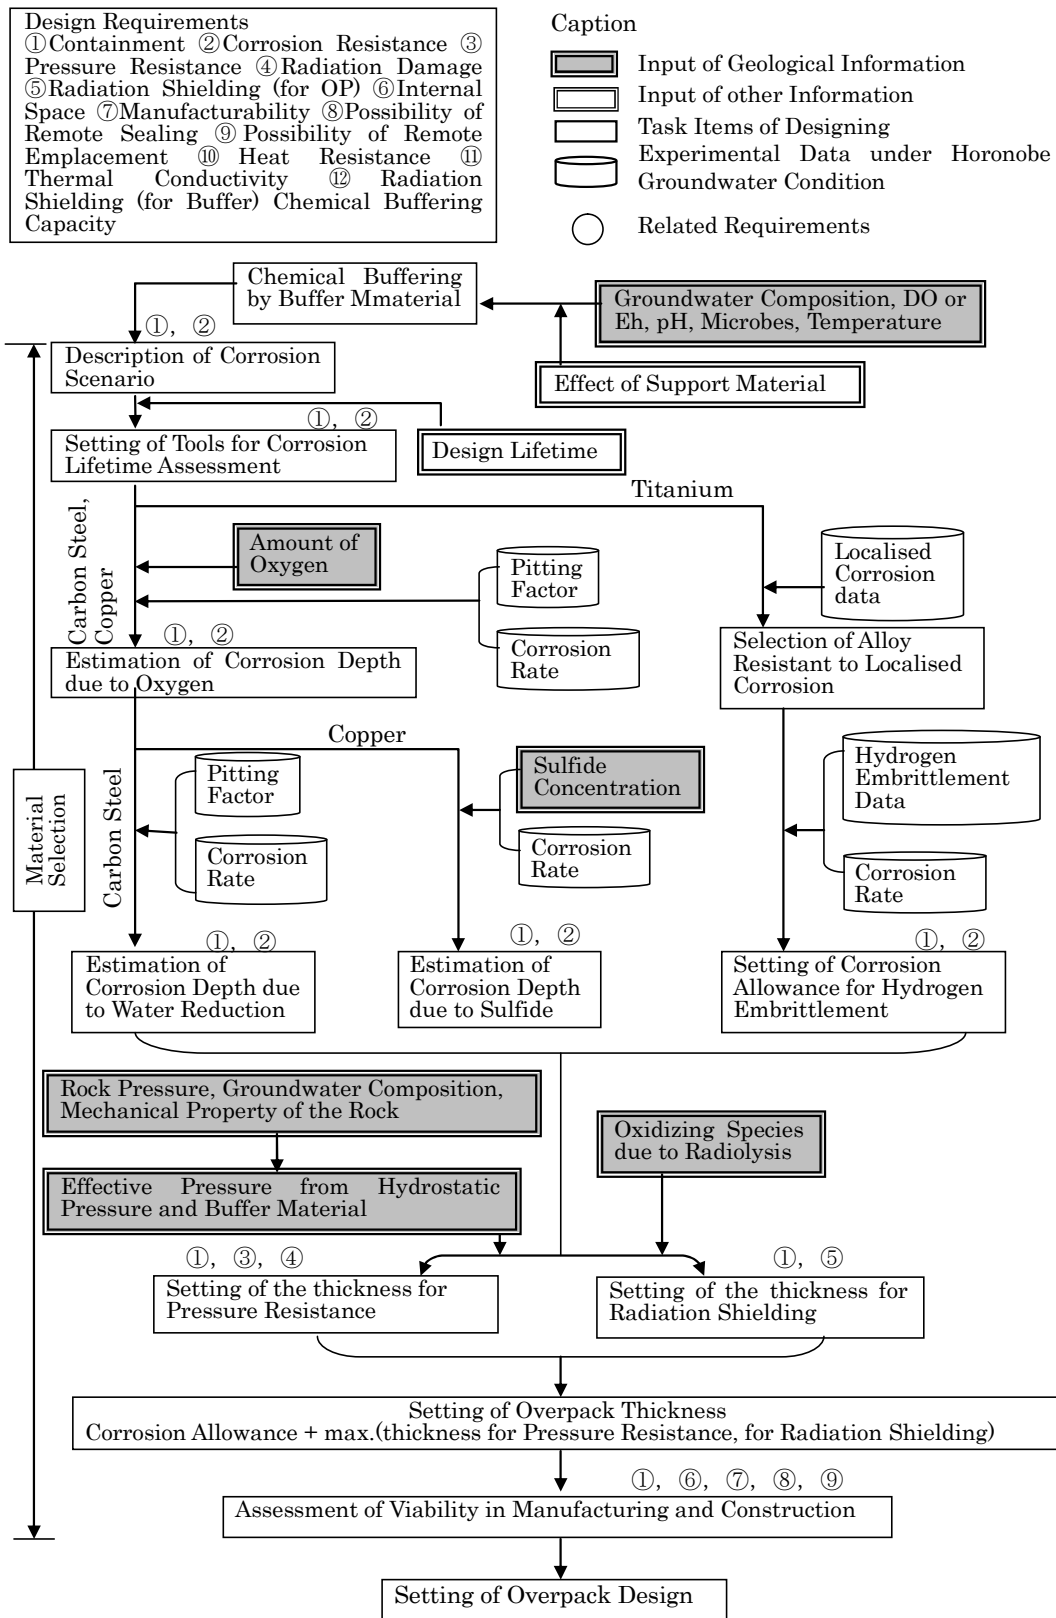 Design Requirements
①Containment ②Corrosion Resistance ③
Pressure Resistance ④Radiation Damage
⑤Radiation Shielding (for OP) ⑥Internal
Space ⑦Manufacturability ⑧Possibility of
Remote Sealing ⑨Possibility of Remote
Emplacement ⑩ Heat Resistance ⑪
Thermal Conductivity ⑫ Radiation
Shielding (for Buffer) Chemical Buffering
Capacity
Caption
Input of Geological Information
Input of other Information
Task Items of Designing
Experimental Data under Horonobe
Groundwater Condition
Related Requirements
Chemical Buffering
by Buffer Mmaterial
Groundwater Composition, DO or
Eh, pH, Microbes, Temperature
①, ②
Description of Corrosion
Scenario
Effect of Support Material
①, ②
Setting of Tools for Corrosion
Lifetime Assessment
Design Lifetime
Titanium
Carbon Steel,
Copper
Amount of
Oxygen
Pitting
Factor
Localised
Corrosion
data
①, ②
Estimation of Corrosion Depth
due to Oxygen
Corrosion
Rate
Selection of Alloy
Resistant to Localised
Corrosion
Copper
Material
Selection
Carbon Steel
Pitting
Factor
Sulfide
Concentration
Hydrogen
Embrittlement
Data
Corrosion
Rate
Corrosion
Rate
Corrosion
Rate
①, ②
Estimation of
Corrosion Depth due
to Water Reduction
①, ②
Estimation of
Corrosion Depth
due to Sulfide
①, ②
Setting of Corrosion
Allowance for Hydrogen
Embrittlement
Rock Pressure, Groundwater Composition,
Mechanical Property of the Rock
Oxidizing Species
due to Radiolysis
Effective Pressure from Hydrostatic
Pressure and Buffer Material
①, ③, ④
Setting of the thickness for
Pressure Resistance
①, ⑤
Setting of the thickness for
Radiation Shielding
Setting of Overpack Thickness
Corrosion Allowance + max.(thickness for Pressure Resistance, for Radiation Shielding)
①, ⑥, ⑦, ⑧, ⑨
Assessment of Viability in Manufacturing and Construction
Setting of Overpack Design